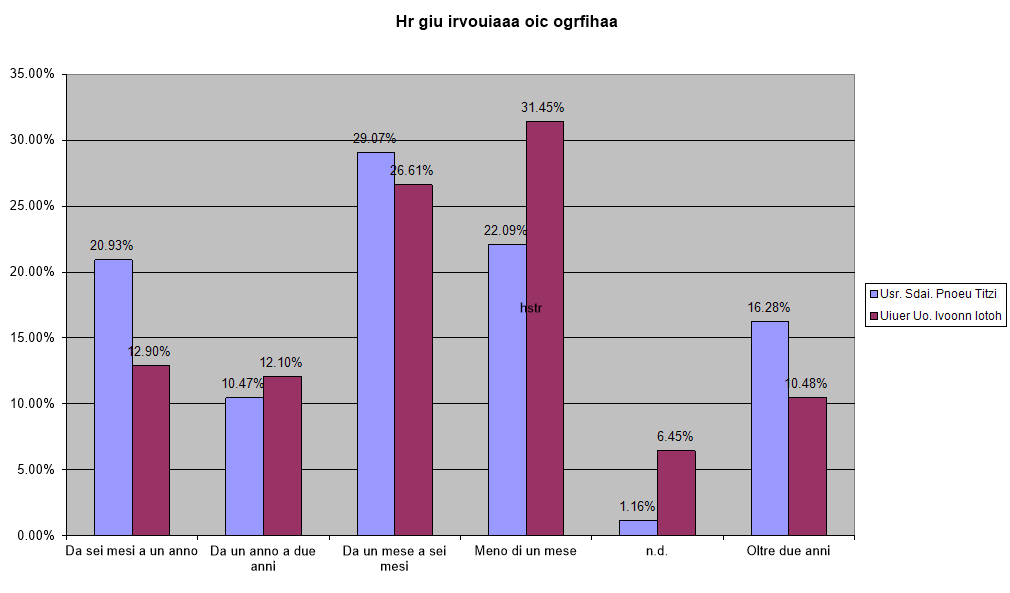 Hr giu irvouiaaa oic ogrfihaa
35.00%
30.00%
25.00%
20.00%
15.00%
10.00%
5.00%
0.00%
20.93%
12.90%
10.47%
12.10%
29.07%
26.61%
22.09%
31.45%
hstr
1.16%
6.45%
16.28%
10.48%
Da sei mesi a un anno
Da un anno a due
anni
Da un mese a sei
mesi
Meno di un mese
n.d.
Oltre due anni
Usr. Sdai. Pnoeu Titzi
Uiuer Uo. Ivoonn Iotoh